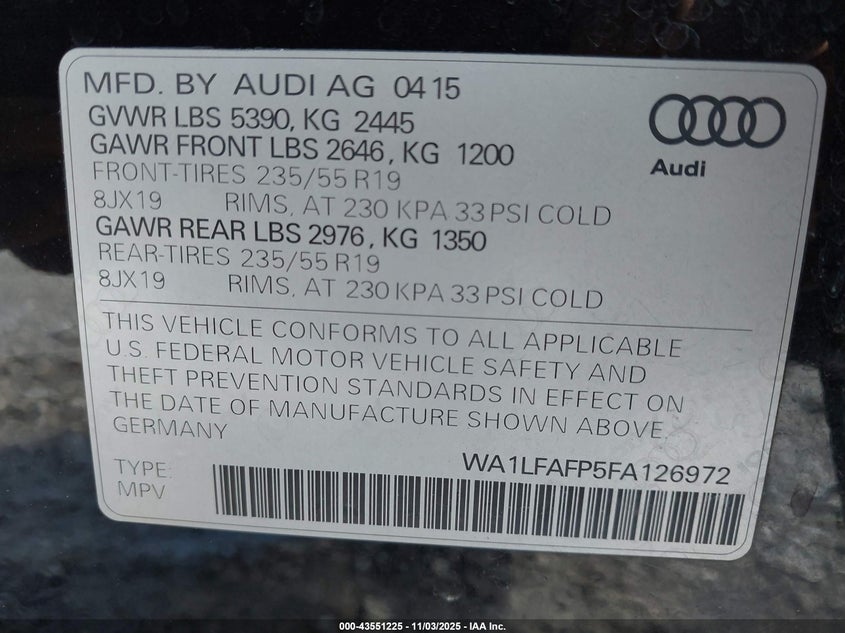 MFD. BY AUDI AG 04 15
GVWR LBS 5390, KG 2445
GAWR FRONT LBS 2646, KG 1200
FRONT-TIRES 235/55 R19
8JX19 RIMS, AT 230 KPA 33 PSI COLD
GAWR REAR LBS 2976, KG 1350
REAR-TIRES 235/55 R19
8JX19 RIMS, AT 230 KPA 33 PSI COLD
Audi
THIS VEHICLE CONFORMS TO ALL APPLICABLE
U.S. FEDERAL MOTOR VEHICLE SAFETY AND
THEFT PREVENTION STANDARDS IN EFFECT ON
THE DATE OF MANUFACTURE SHOWN ABOVE.
GERMANY
TYPE:
MPV
WA1LFAFP5FA126972
000-43551225 - 11/03/2025 - IAA Inc.